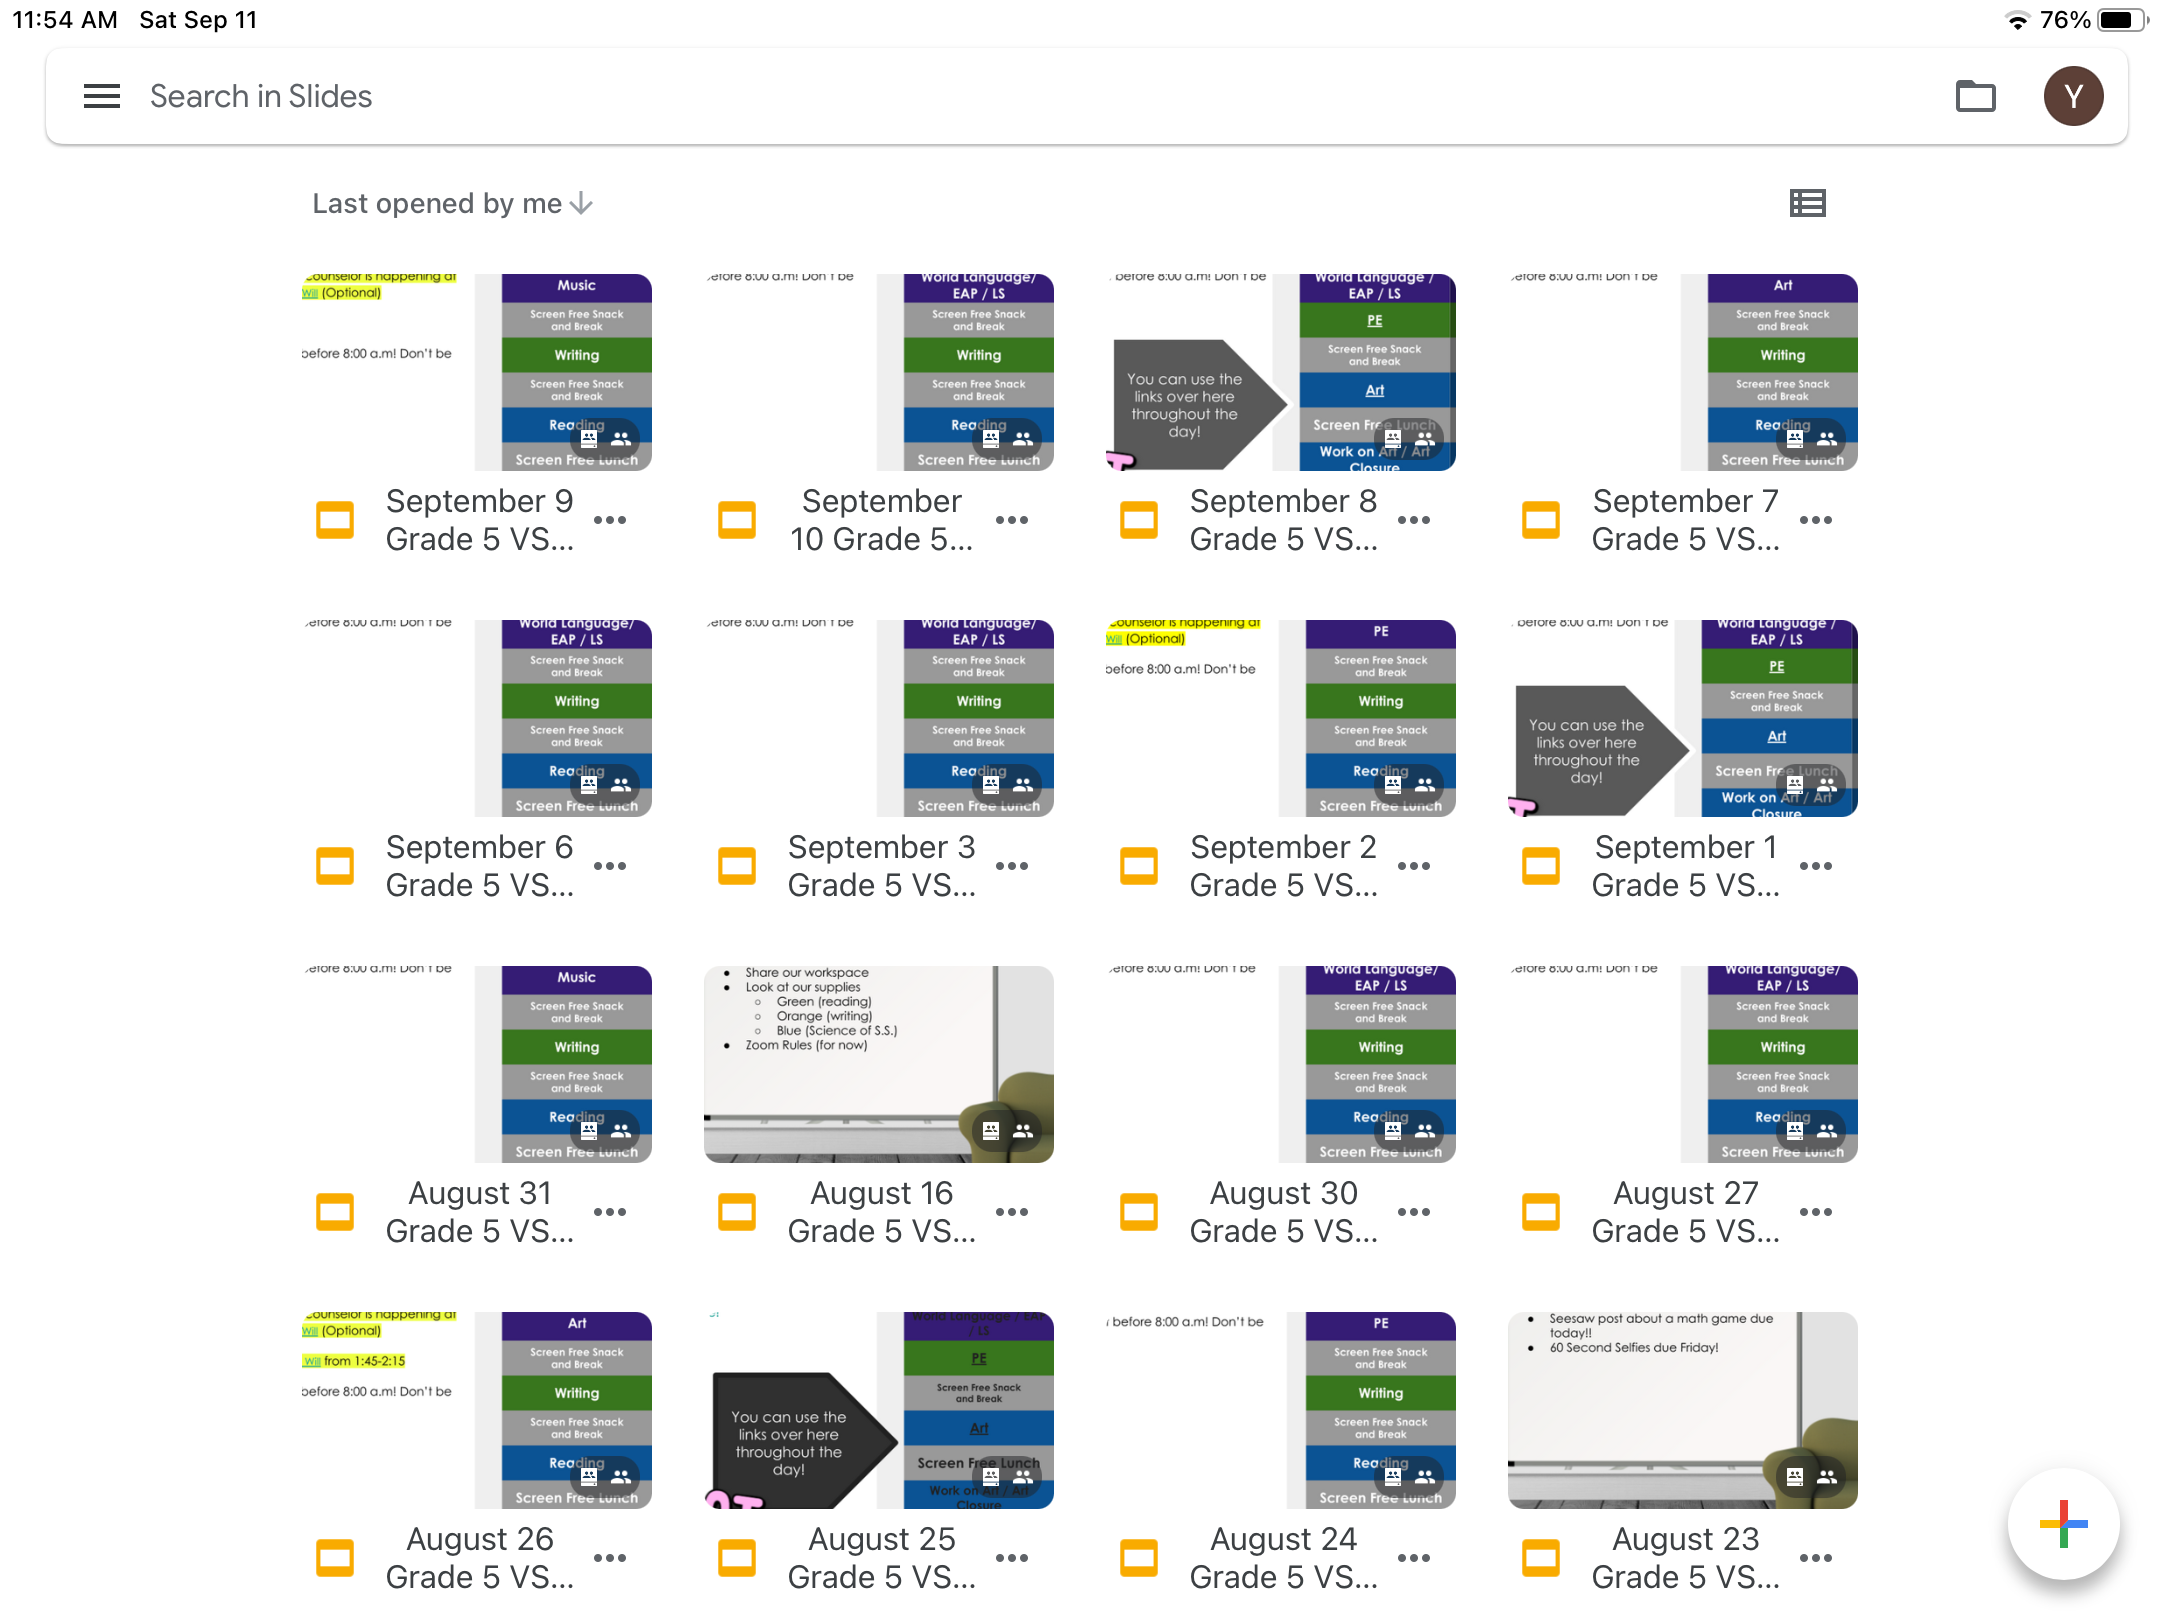 11:54 AM Sat Sep 11
76%
Search in Slides
Y
Last opened by me
Counselor is happening at
Will (Optional)
before 8:00 a.m! Don't be
Music
Screen Free Snack
and Break
Writing
Screen Free Snack
and Break
Reading
Screen Free Lunch
September 9
Grade 5 VS...
before 8:00 a.m! Don't be
World Language/
EAP / LS
Screen Free Snack
and Break
Writing
Screen Free Snack
and Break
Reading
Screen Free Lunch
September
10 Grade 5...
before 8:00 a.m! Don't be
You can use the
links over here
throughout the
day!
World Language /
EAP / LS
PE
Screen Free Snack
and Break
Art
Screen Free Lunch
Work on Art / Art
Closure
September 8
Grade 5 VS...
before 8:00 a.m! Don't be
Art
Screen Free Snack
and Break
Writing
Screen Free Snack
and Break
Reading
Screen Free Lunch
September 7
Grade 5 VS...
before 8:00 a.m! Don't be
World Language/
EAP / LS
Screen Free Snack
and Break
Writing
Screen Free Snack
and Break
Reading
Screen Free Lunch
September 6
Grade 5 VS...
before 8:00 a.m! Don't be
World Language/
EAP / LS
Screen Free Snack
and Break
Writing
Screen Free Snack
and Break
Reading
Screen Free Lunch
September 3
Grade 5 VS...
Counselor is happening at
Will (Optional)
before 8:00 a.m! Don't be
PE
Screen Free Snack
and Break
Writing
Screen Free Snack
and Break
Reading
Screen Free Lunch
September 2
Grade 5 VS...
before 8:00 a.m! Don't be
You can use the
links over here
throughout the
day!
World Language /
EAP / LS
PE
Screen Free Snack
and Break
Art
Screen Free Lunch
Work on Art / Art
Closure
September 1
Grade 5 VS...
before 8:00 a.m! Don't be
Music
Screen Free Snack
and Break
Writing
Screen Free Snack
and Break
Reading
Screen Free Lunch
August 31
Grade 5 VS...
• Share our workspace
• Look at our supplies
○ Green (reading)
○ Orange (writing)
○ Blue (Science of S.S.)
• Zoom Rules (for now)
August 16
Grade 5 VS...
before 8:00 a.m! Don't be
World Language/
EAP / LS
Screen Free Snack
and Break
Writing
Screen Free Snack
and Break
Reading
Screen Free Lunch
August 30
Grade 5 VS...
before 8:00 a.m! Don't be
World Language/
EAP / LS
Screen Free Snack
and Break
Writing
Screen Free Snack
and Break
Reading
Screen Free Lunch
August 27
Grade 5 VS...
Counselor is happening at
Will (Optional)
Will from 1:45-2:15
before 8:00 a.m! Don't be
Art
Screen Free Snack
and Break
Writing
Screen Free Snack
and Break
Reading
Screen Free Lunch
August 26
Grade 5 VS...
You can use the
links over here
throughout the
day!
World Language / EAP
/ LS
PE
Screen Free Snack
and Break
Art
Screen Free Lunch
Work on Art / Art
Closure
August 25
Grade 5 VS...
before 8:00 a.m! Don't be
PE
Screen Free Snack
and Break
Writing
Screen Free Snack
and Break
Reading
Screen Free Lunch
August 24
Grade 5 VS...
• Seesaw post about a math game due
today!!
• 60 Second Selfies due Friday!
August 23
Grade 5 VS...